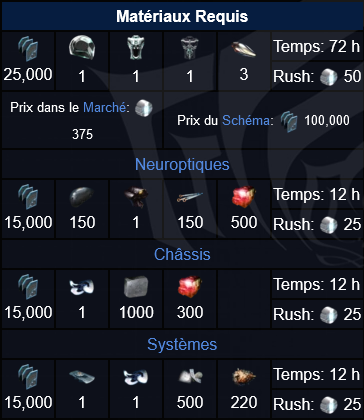 Matériaux Requis
25,000 1 1 1 3 Temps: 72 h
Rush: 50
Prix dans le Marché:
375
Prix du Schéma: 100,000
Neuroptiques
15,000 150 1 150 500 Temps: 12 h
Rush: 25
Châssis
15,000 1 1000 300 Temps: 12 h
Rush: 25
Systèmes
15,000 1 1 500 220 Temps: 12 h
Rush: 25